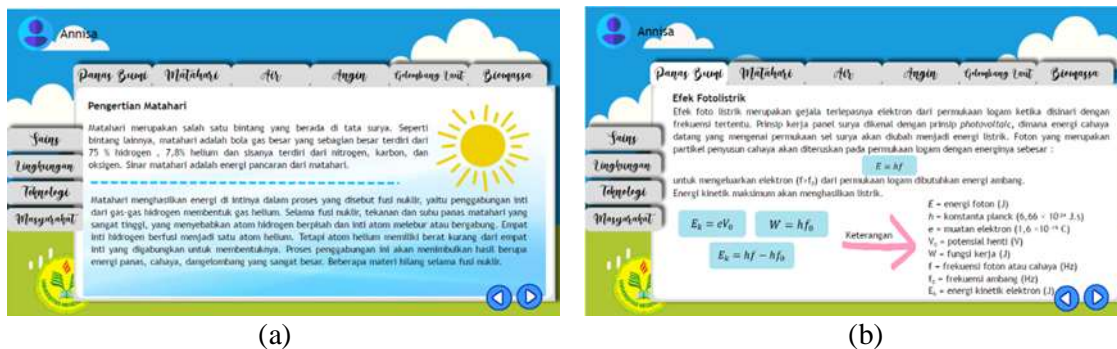 Annisa
Panas Bumi Matahari Air Angin Gelombang Laut Biomassa
Sains
Lingkungan
Teknologi
Masyarakat
Pengertian Matahari
Matahari merupakan salah satu bintang yang berada di tata surya. Seperti
bintang lainnya, matahari adalah bola gas besar yang sebagian besar terdiri dari
75 % hidrogen , 7,8% helium dan sisanya terdiri dari nitrogen, karbon, dan
oksigen. Sinar matahari adalah energi pancaran dari matahari.
Matahari menghasilkan energi di intinya dalam proses yang disebut fusi nuklir, yaitu penggabungan inti
dari gas-gas hidrogen membentuk gas helium. Selama fusi nuklir, tekanan dan suhu panas matahari yang
sangat tinggi, yang menyebabkan atom hidrogen berpisah dan inti atom melebur atau bergabung. Empat
inti hidrogen berfusi menjadi satu atom helium. Tetapi atom helium memiliki berat kurang dari empat
inti yang digabungkan untuk membentuknya. Proses penggabungan ini akan menimbulkan hasil berupa
energi panas, cahaya, dangelombang yang sangat besar. Beberapa materi hilang selama fusi nuklir.
(a)
Annisa
Panas Bumi Matahari Air Angin Gelombang Laut Biomassa
Sains
Lingkungan
Teknologi
Masyarakat
Efek Fotolistrik
Efek foto listrik merupakan gejala terlepasnya elektron dari permukaan logam ketika disinari dengan
frekuensi tertentu. Prinsip kerja panel surya dikenal dengan prinsip photovoltaic, dimana energi cahaya
datang yang mengenai permukaan sel surya akan diubah menjadi energi listrik. Foton yang merupakan
partikel penyusun cahaya akan diteruskan pada permukaan logam dengan energinya sebesar :
E = hf
untuk mengeluarkan elektron (f>f₀) dari permukaan logam dibutuhkan energi ambang.
Energi kinetik maksimum akan menghasilkan listrik.
Eₖ = eV₀ W = hf₀
Eₖ = hf − hf₀
Keterangan
E = energi foton (J)
h = konstanta planck (6,66 × 10⁻³⁴ J.s)
e = muatan elektron (1,6 ×10⁻¹⁹ C)
V₀ = potensial henti (V)
W = fungsi kerja (J)
f = frekuensi foton atau cahaya (Hz)
f₀ = frekuensi ambang (Hz)
Eₖ = energi kinetik elektron (J)
(b)